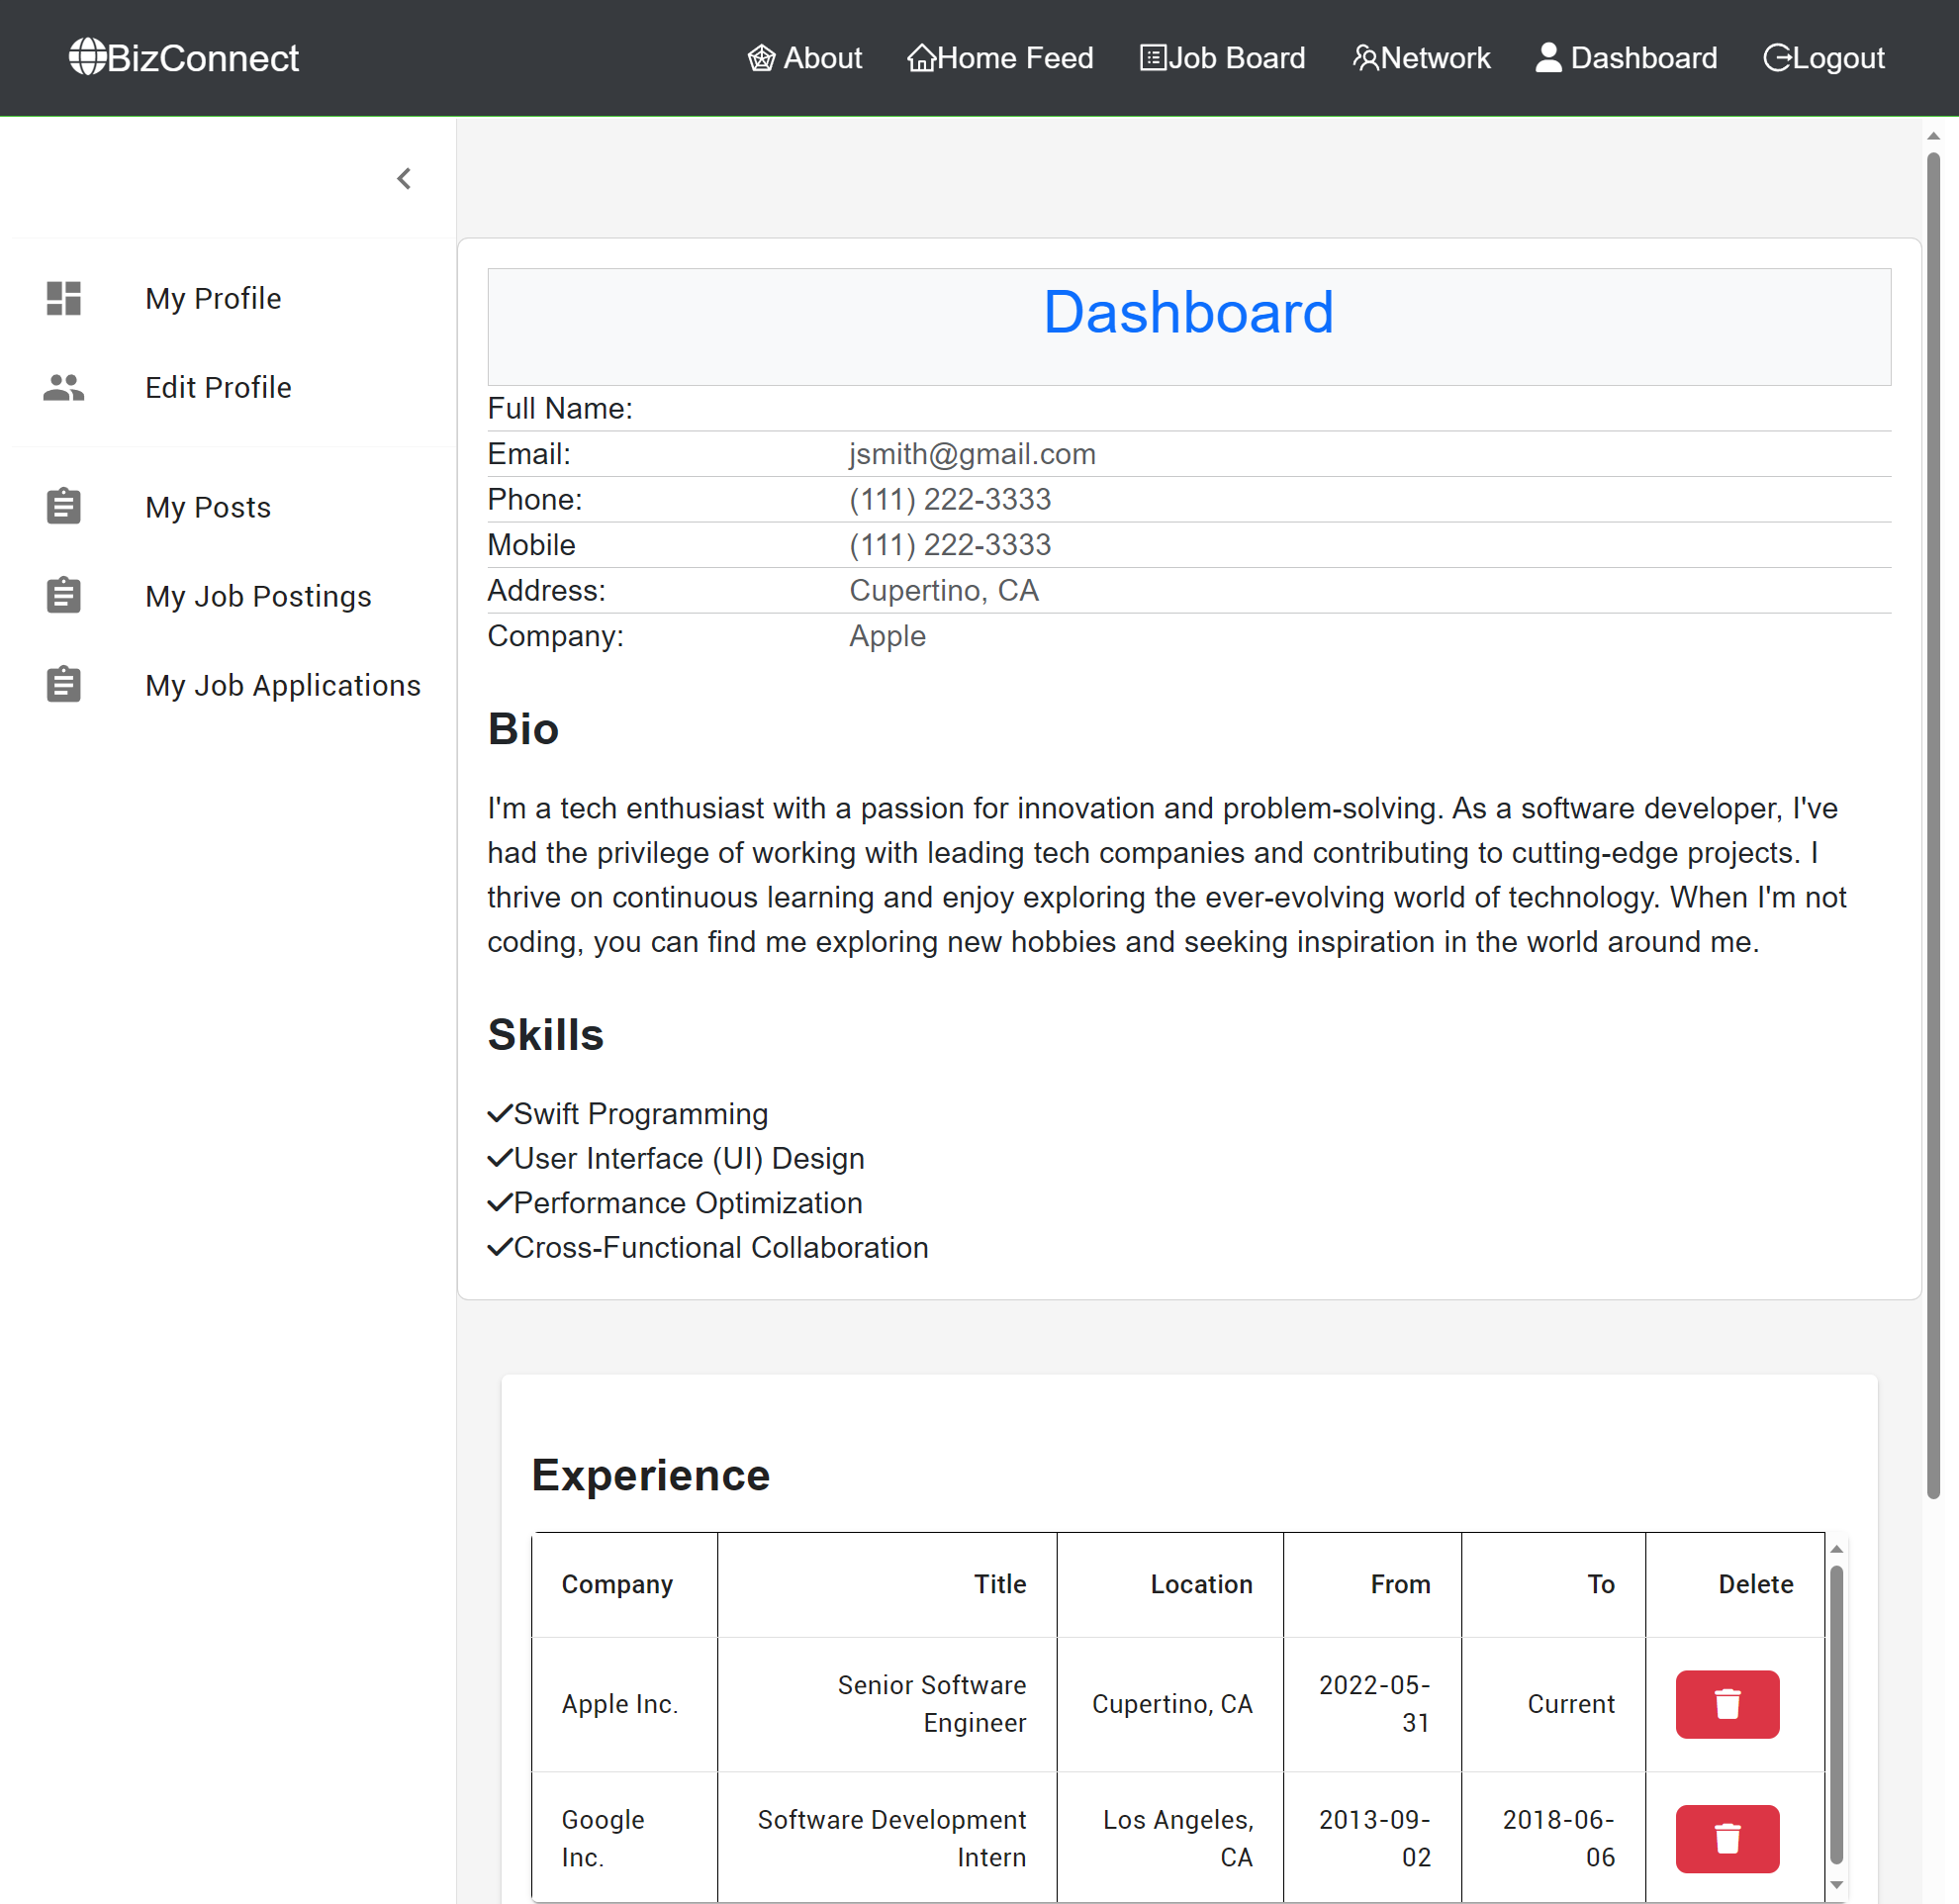 BizConnect
About Home Feed Job Board Network Dashboard Logout
My Profile
Edit Profile
My Posts
My Job Postings
My Job Applications
Dashboard
Full Name:
Email: jsmith@gmail.com
Phone: (111) 222-3333
Mobile (111) 222-3333
Address: Cupertino, CA
Company: Apple
Bio
I'm a tech enthusiast with a passion for innovation and problem-solving. As a software developer, I've
had the privilege of working with leading tech companies and contributing to cutting-edge projects. I
thrive on continuous learning and enjoy exploring the ever-evolving world of technology. When I'm not
coding, you can find me exploring new hobbies and seeking inspiration in the world around me.
Skills
Swift Programming
User Interface (UI) Design
Performance Optimization
Cross-Functional Collaboration
Experience
Company Title Location From To Delete
Apple Inc.
Senior Software
Engineer
Cupertino, CA
2022-05-
31
Current
Google
Inc.
Software Development
Intern
Los Angeles,
CA
2013-09-
02
2018-06-
06